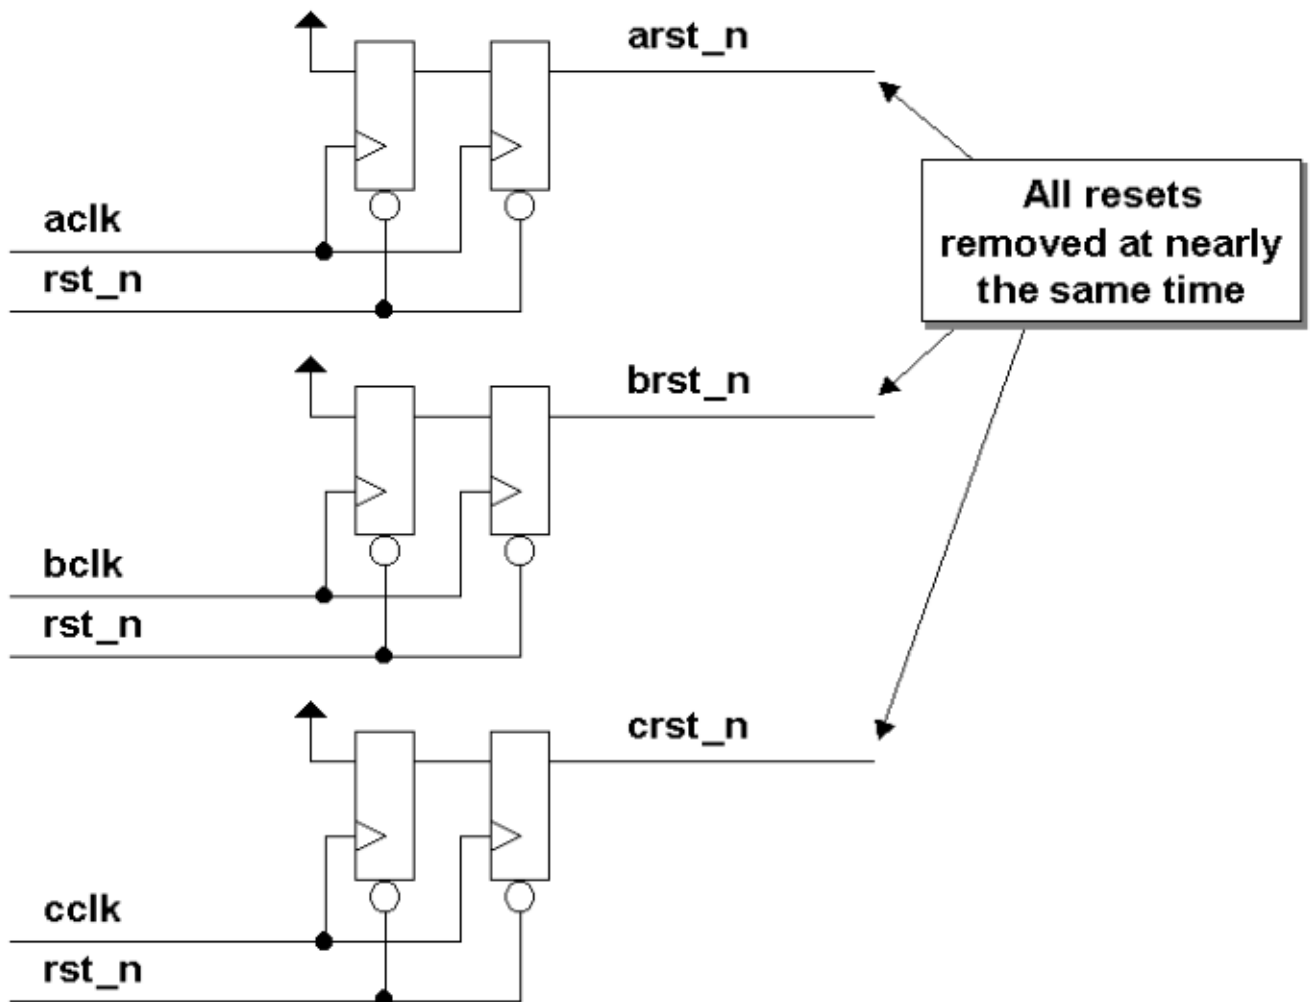 arst_n
aclk
rst_n
All resets
removed at nearly
the same time
brst_n
bclk
rst_n
crst_n
cclk
rst_n